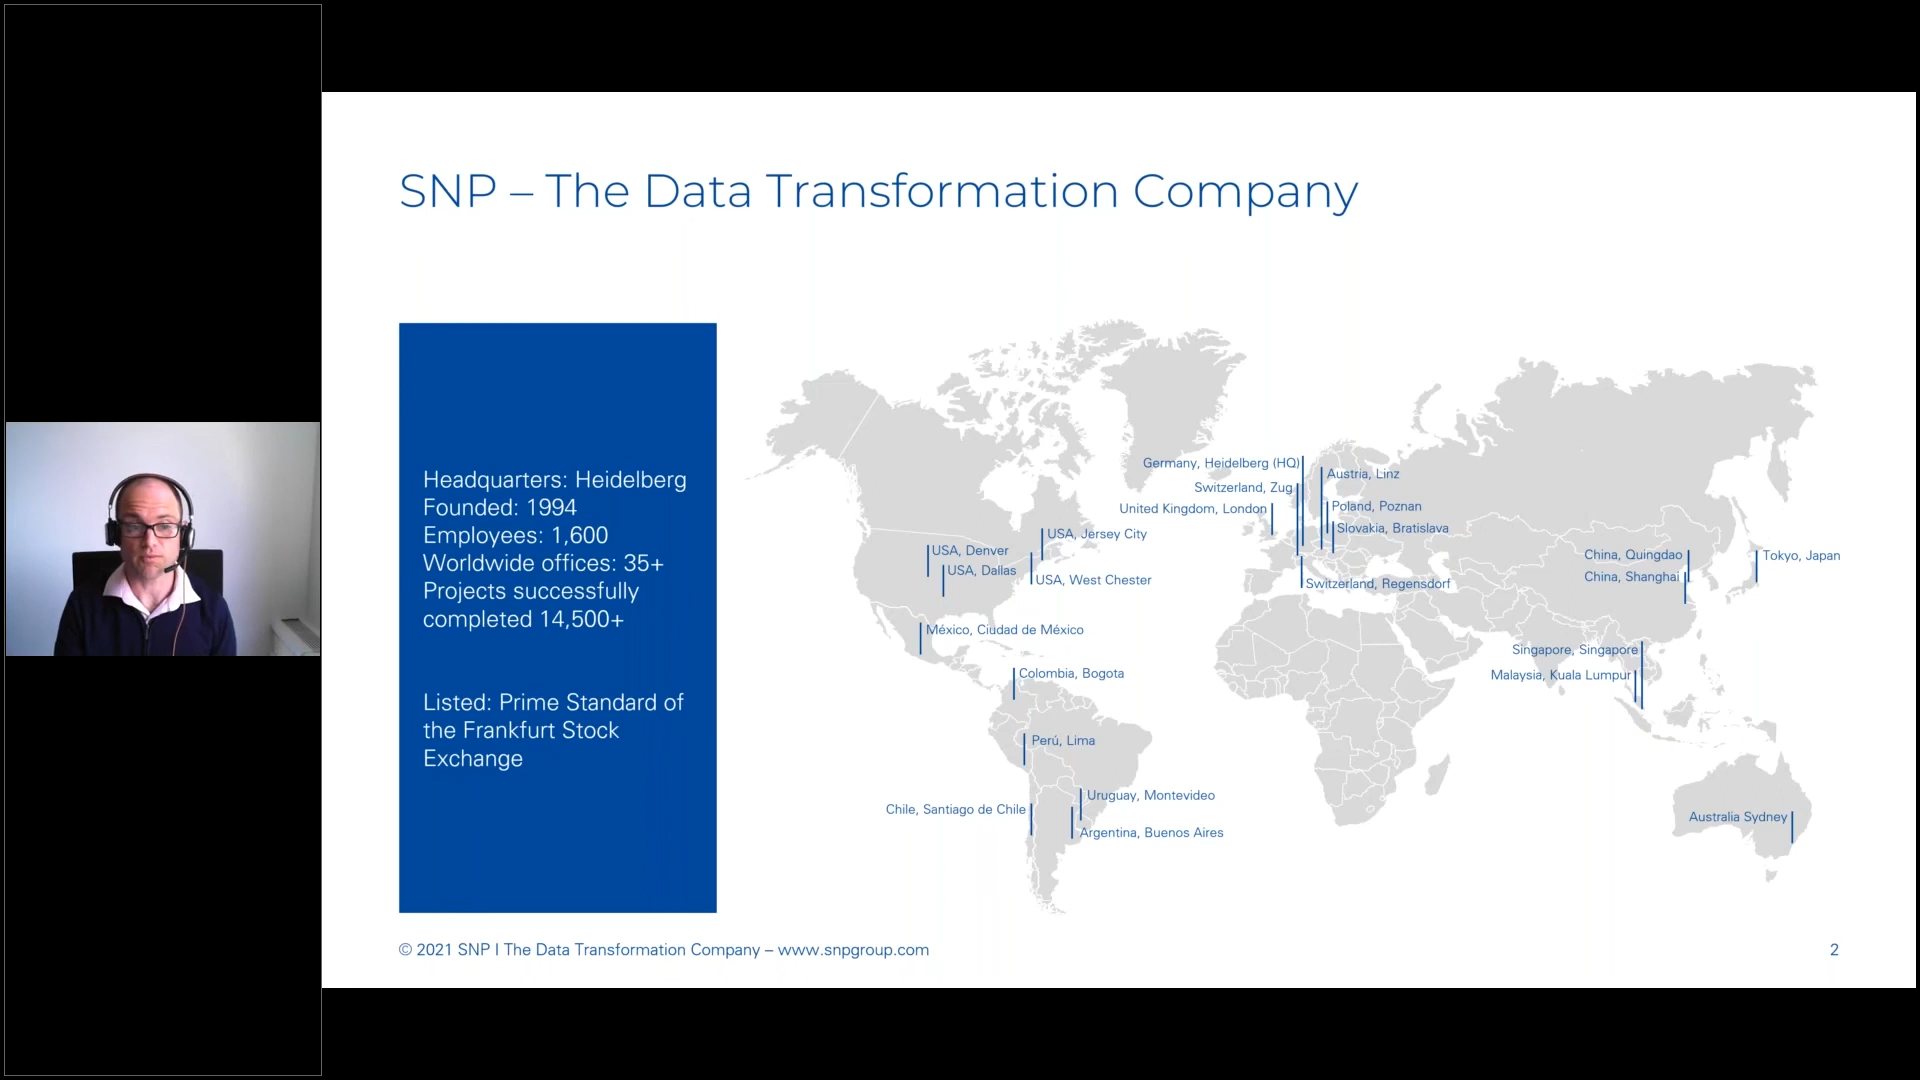 SNP – The Data Transformation Company
Headquarters: Heidelberg
Founded: 1994
Employees: 1,600
Worldwide offices: 35+
Projects successfully
completed 14,500+
Listed: Prime Standard of
the Frankfurt Stock
Exchange
Germany, Heidelberg (HQ)
Austria, Linz
Switzerland, Zug
United Kingdom, London
Poland, Poznan
Slovakia, Bratislava
Switzerland, Regensdorf
USA, Jersey City
USA, Denver
USA, Dallas
USA, West Chester
México, Ciudad de México
Colombia, Bogota
Perú, Lima
Uruguay, Montevideo
Chile, Santiago de Chile
Argentina, Buenos Aires
China, Quingdao
China, Shanghai
Tokyo, Japan
Singapore, Singapore
Malaysia, Kuala Lumpur
Australia Sydney
© 2021 SNP I The Data Transformation Company – www.snpgroup.com
2